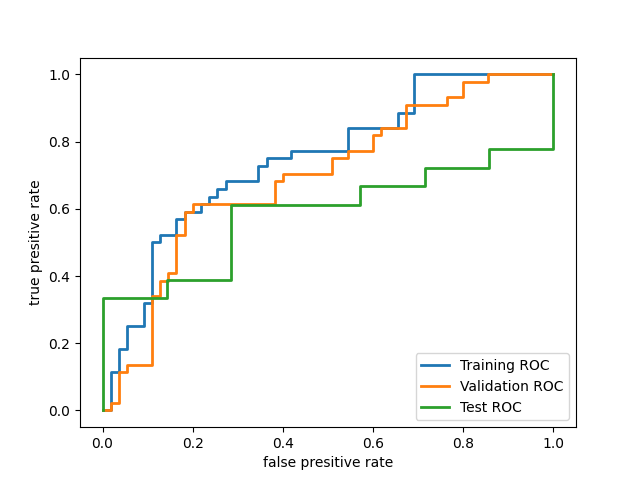 1.0
0.8
0.6
0.4
0.2
0.0
true presitive rate
0.0 0.2 0.4 0.6 0.8 1.0
false presitive rate
Training ROC
Validation ROC
Test ROC